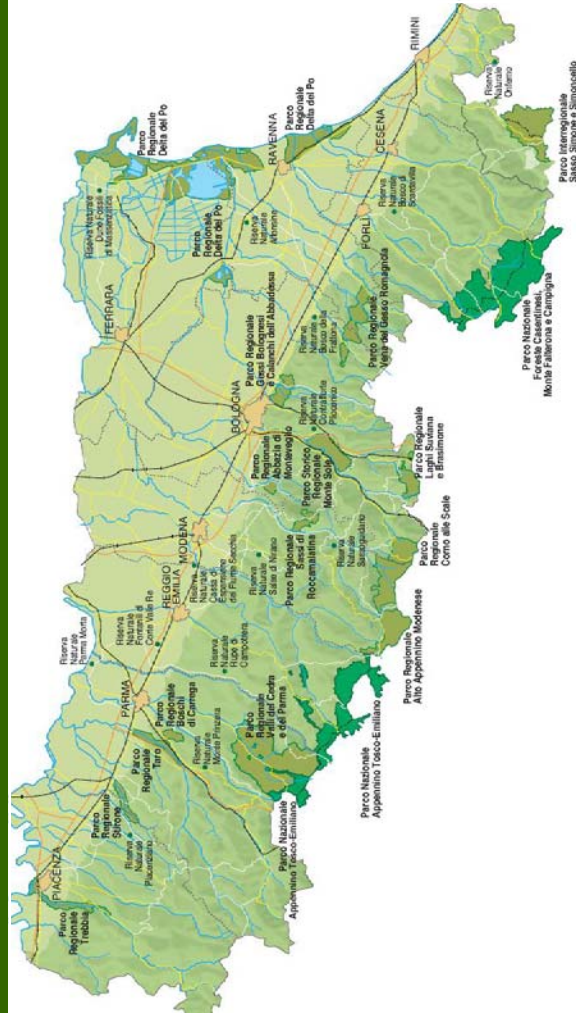 PIACENZA
Parco
Regionale
Trebbia
Parco
Regionale
Stirone
Riserva
Naturale
Piacenziano
PARMA
Parco
Regionale
Taro
Parco
Regionale
Boschi
di Carrega
Riserva
Naturale
Monte Prinzera
Parco
Regionale
Valli del Cedra
e del Parma
Parco Nazionale
Appennino Tosco-Emiliano
Parco Nazionale
Appennino Tosco-Emiliano
Riserva
Naturale
Parma Morta
Riserva
Naturale
Fontanili di
Corte Valle Re
REGGIO
EMILIA
Riserva
Naturale
Rupe di
Campotrera
MODENA
Riserva
Naturale
Cassa di
Espansione
del Fiume Secchia
Riserva
Naturale
Salse di Nirano
Parco Regionale
Sassi di
Roccamalatina
Riserva
Naturale
Sassoguidano
Parco Regionale
Alto Appennino Modenese
Parco
Regionale
Corno alle Scale
BOLOGNA
Parco
Regionale
Abbazia di
Monteveglio
Parco Storico
Regionale
Monte Sole
Parco Regionale
Laghi Suviana
e Brasimone
Parco Regionale
Gessi Bolognesi
e Calanchi dell'Abbadessa
Riserva
Naturale
Contrafforte
Pliocenico
Riserva
Naturale
Bosco della
Frattona
Parco Regionale
Vena del Gesso Romagnola
FERRARA
Riserva Naturale
Dune Fossili
di Massenzatica
Parco
Regionale
Delta del Po
Parco
Regionale
Delta del Po
Riserva
Naturale
Alfonsine
RAVENNA
Parco
Regionale
Delta del Po
FORLÌ
Riserva
Naturale
Bosco di
Scardavilla
CESENA
Parco Nazionale
Foreste Casentinesi,
Monte Falterona e Campigna
RIMINI
Riserva
Naturale
Onferno
Parco Interregionale
Sasso Simone e Simoncello